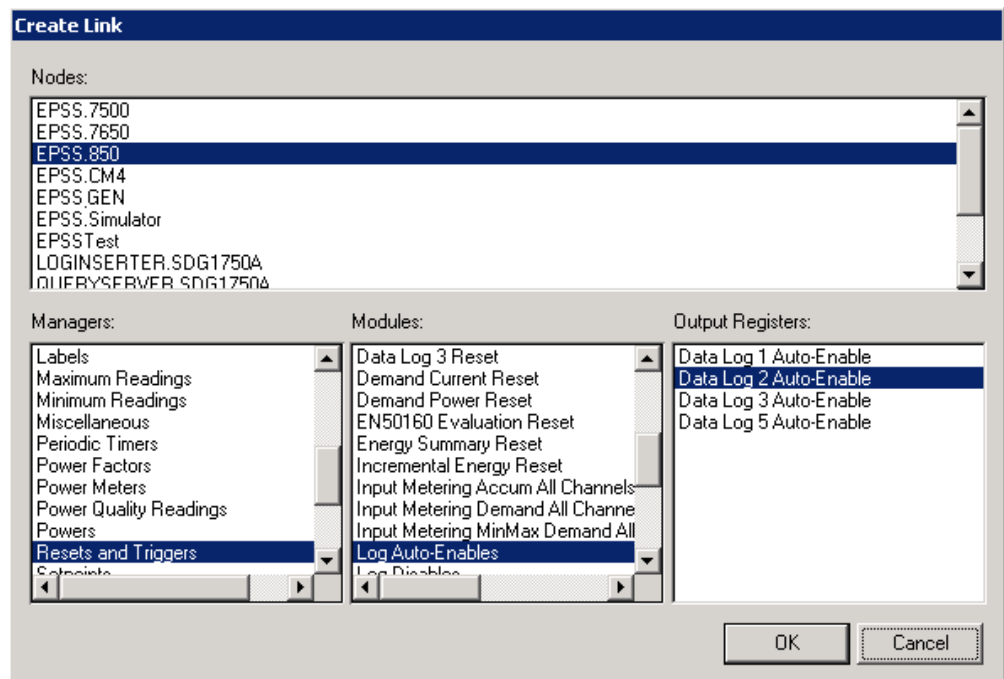 Create Link
Nodes:
EPSS.7500
EPSS.7650
EPSS.850
EPSS.CM4
EPSS.GEN
EPSS.Simulator
EPSSTest
LOGINSERTER.SDG1750A
QUERYSERVER.SDG1750A
Managers:
Labels
Maximum Readings
Minimum Readings
Miscellaneous
Periodic Timers
Power Factors
Power Meters
Power Quality Readings
Powers
Resets and Triggers
Setpoints
Modules:
Data Log 3 Reset
Demand Current Reset
Demand Power Reset
EN50160 Evaluation Reset
Energy Summary Reset
Incremental Energy Reset
Input Metering Accum All Channels
Input Metering Demand All Channe
Input Metering MinMax Demand All
Log Auto-Enables
Log Disables
Output Registers:
Data Log 1 Auto-Enable
Data Log 2 Auto-Enable
Data Log 3 Auto-Enable
Data Log 5 Auto-Enable
OK
Cancel